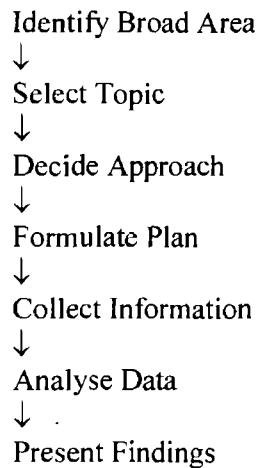 Identify Broad Area
↓
Select Topic
↓
Decide Approach
↓
Formulate Plan
↓
Collect Information
↓
Analyse Data
↓
Present Findings